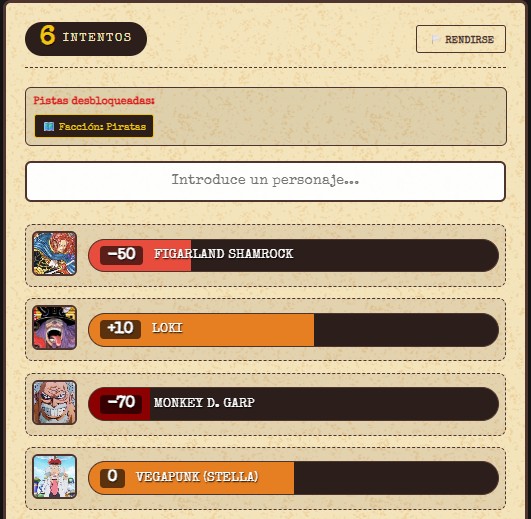 6 INTENTOS
RENDIRSE
Pistas desbloqueadas:
Facción: Piratas
Introduce un personaje...
-50 FIGARLAND SHAMROCK
+10 LOKI
-70 MONKEY D. GARP
0 VEGAPUNK (STELLA)